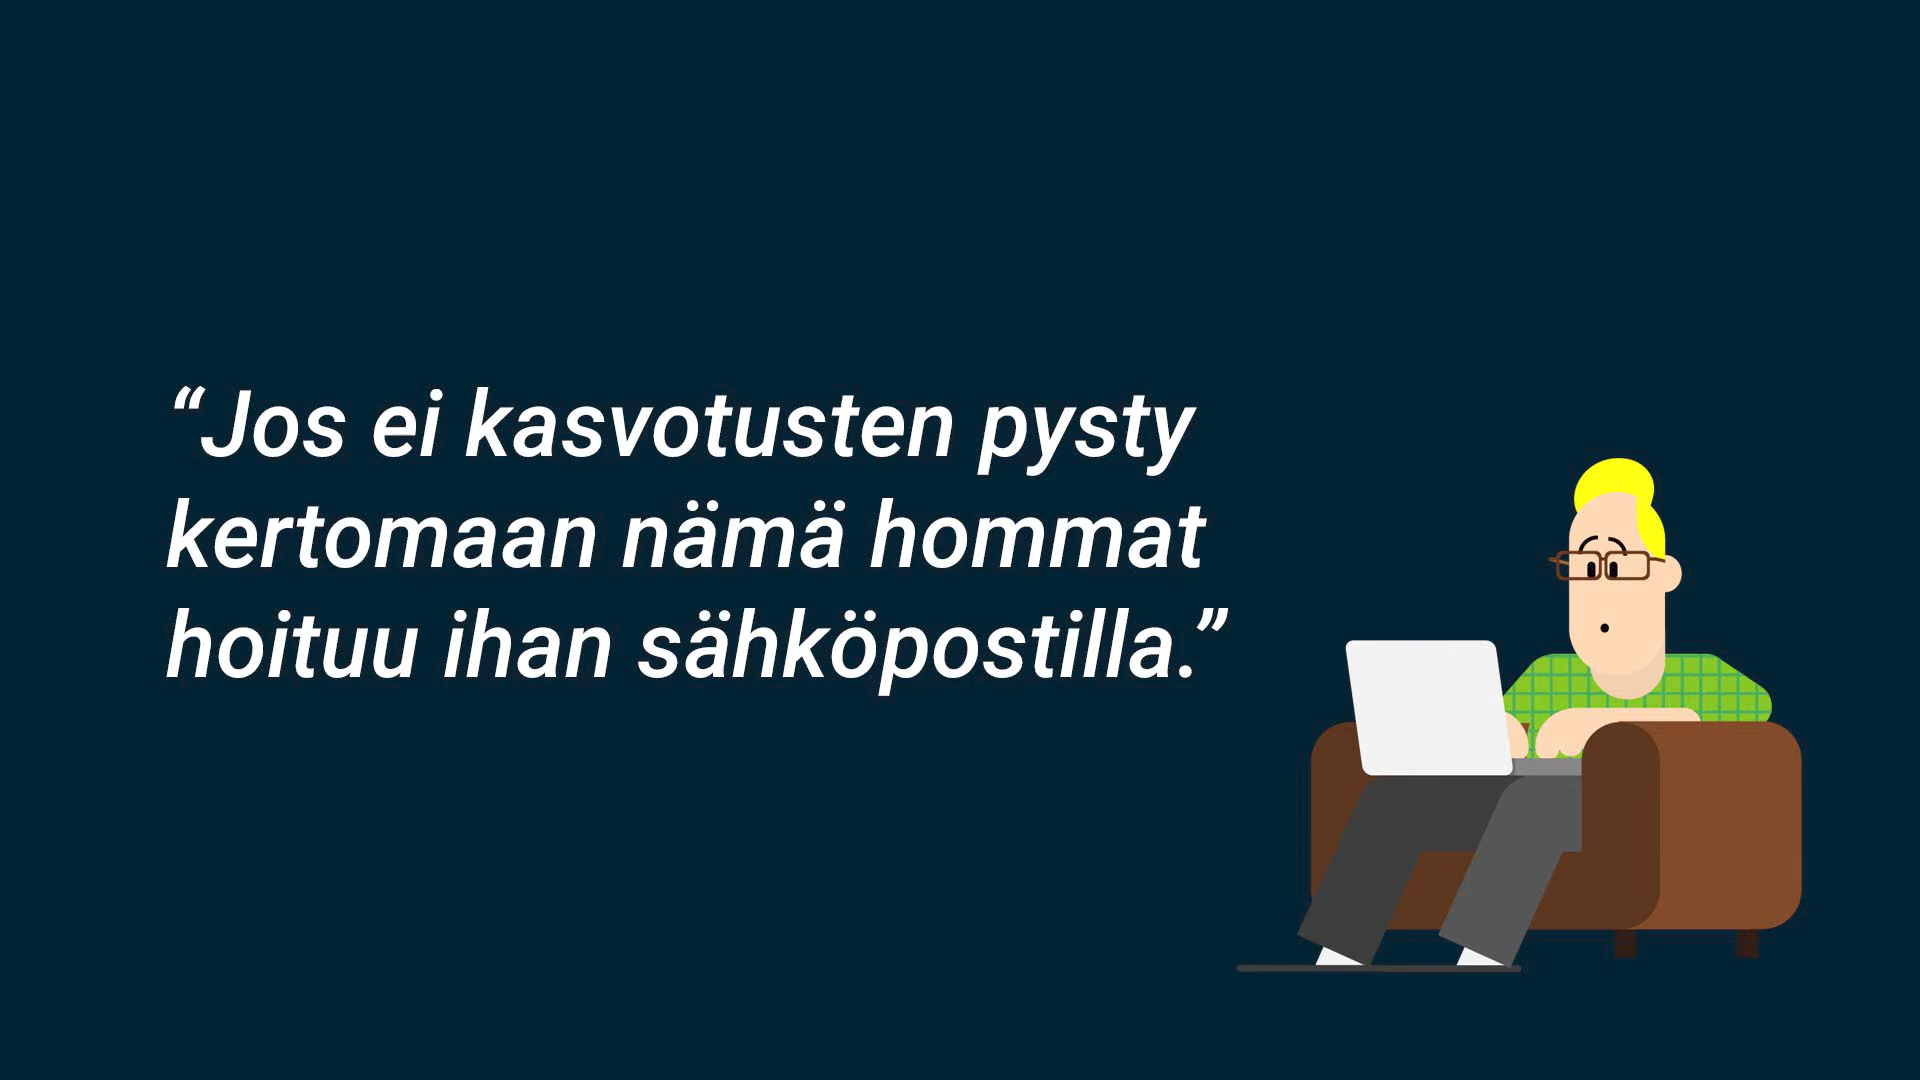 “Jos ei kasvotusten pysty
kertomaan nämä hommat
hoituu ihan sähköpostilla.”